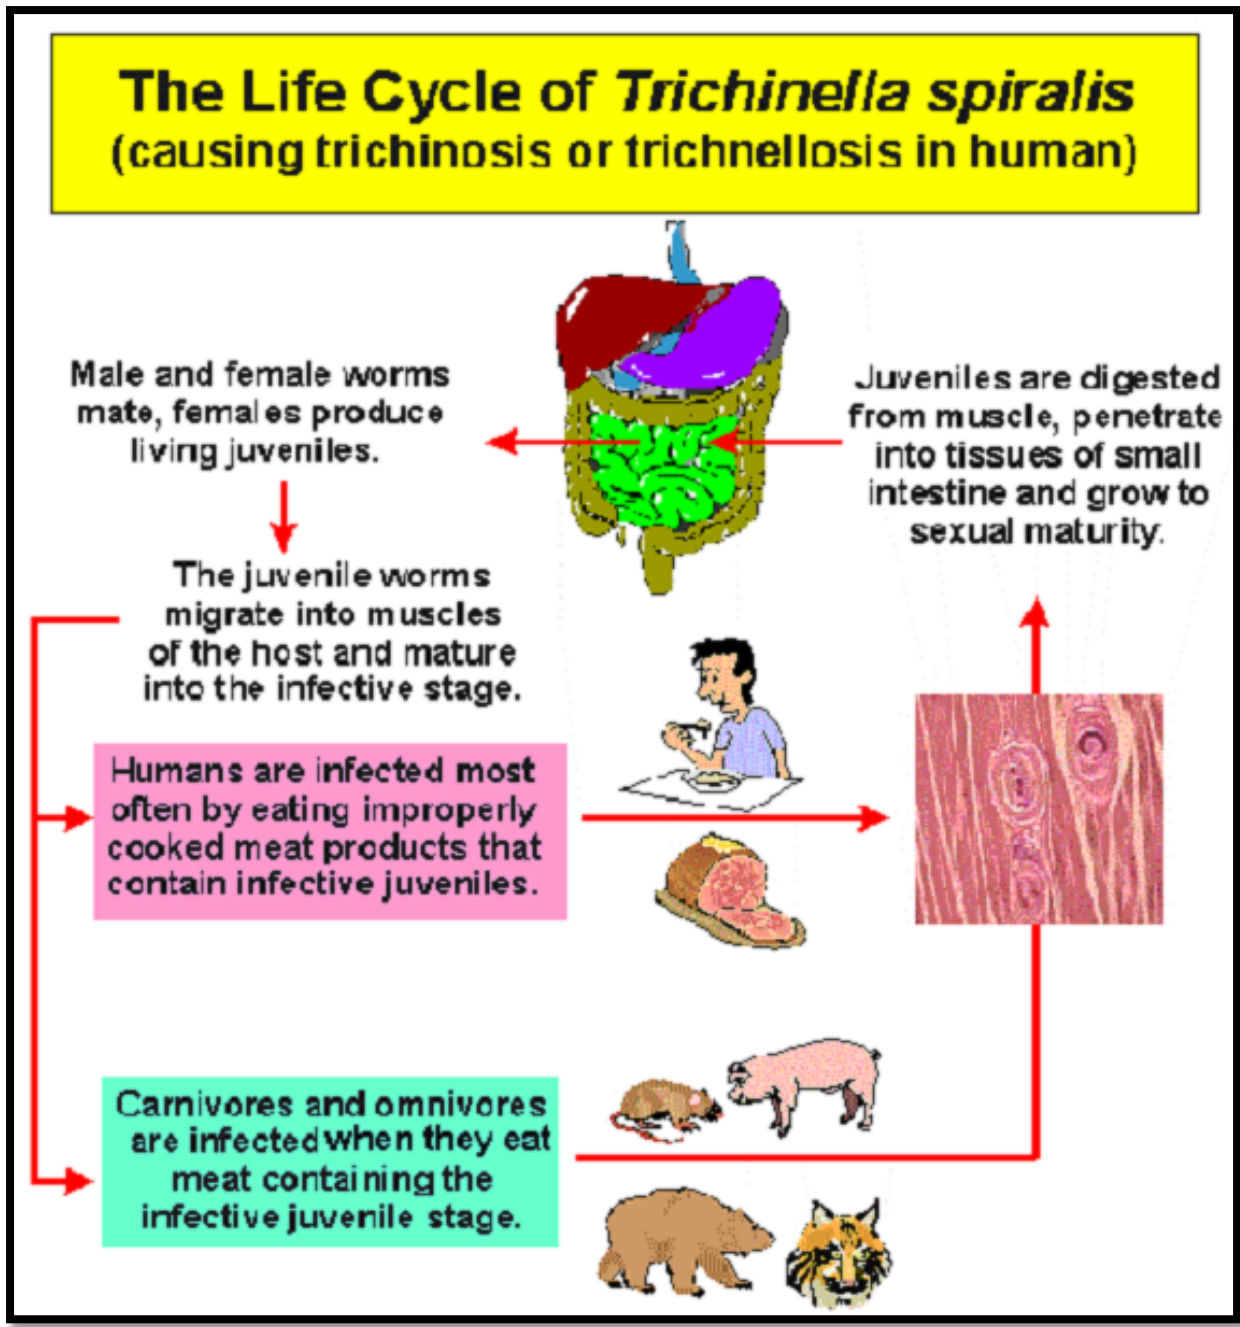 The Life Cycle of Trichinella spiralis
(causing trichinosis or trichnellosis in human)
Male and female worms
mate, females produce
living juveniles.
Juveniles are digested
from muscle, penetrate
into tissues of small
intestine and grow to
sexual maturity.
The juvenile worms
migrate into muscles
of the host and mature
into the infective stage.
Humans are infected most
often by eating improperly
cooked meat products that
contain infective juveniles.
Carnivores and omnivores
are infected when they eat
meat containing the
infective juvenile stage.